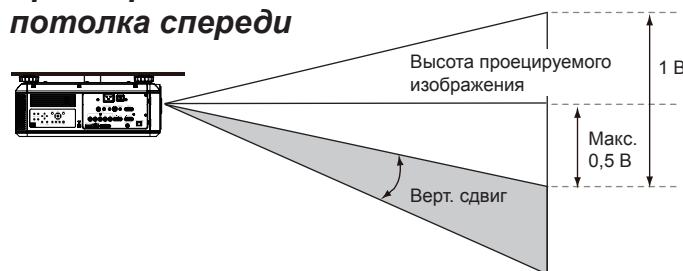 потолка спереди
Высота проецируемого
изображения
1 В
Макс.
0,5 В
Верт. сдвиг